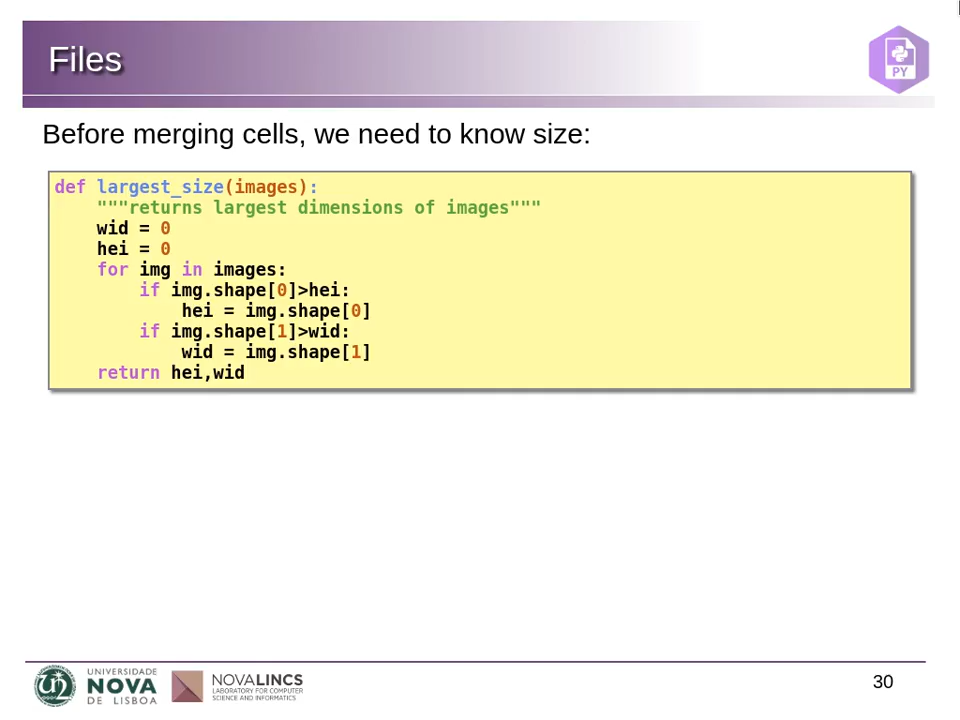 Files
PY
Before merging cells, we need to know size:
def largest_size(images):
    """returns largest dimensions of images"""
    wid = 0
    hei = 0
    for img in images:
        if img.shape[0]>hei:
            hei = img.shape[0]
        if img.shape[1]>wid:
            wid = img.shape[1]
    return hei,wid
UNIVERSIDADE
NOVA
DE LISBOA
NOVALINCS
LABORATORY FOR COMPUTER
SCIENCE AND INFORMATICS
30